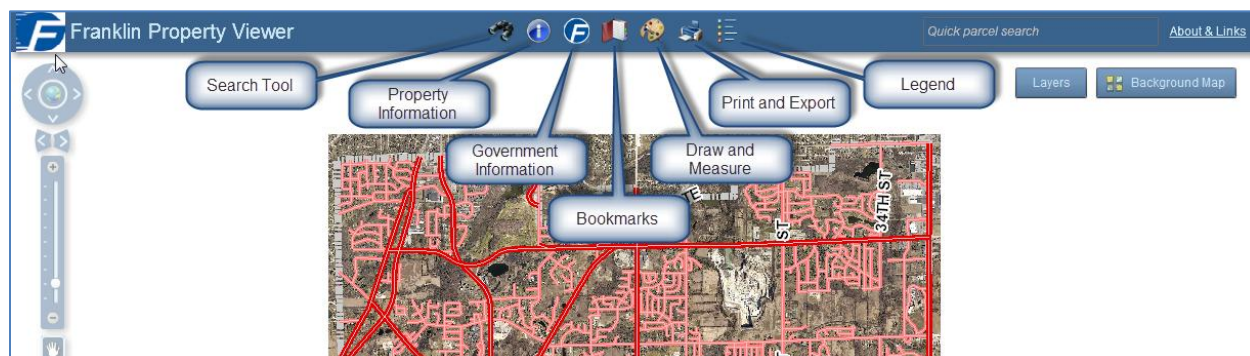 Franklin Property Viewer
Quick parcel search
About & Links
Search Tool
Property
Information
Government
Information
Bookmarks
Draw and
Measure
Print and Export
Legend
Layers
Background Map
ST
34TH ST